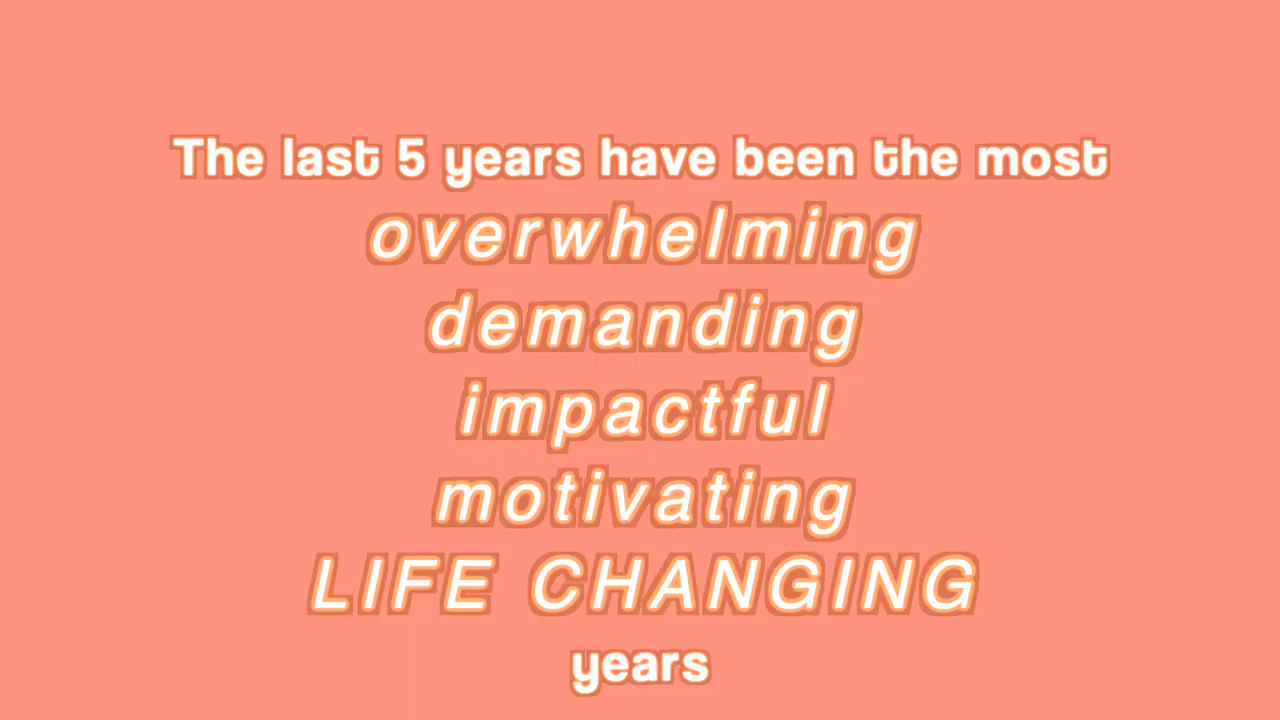 The last 5 years have been the most
overwhelming
demanding
impactful
motivating
LIFE CHANGING
years